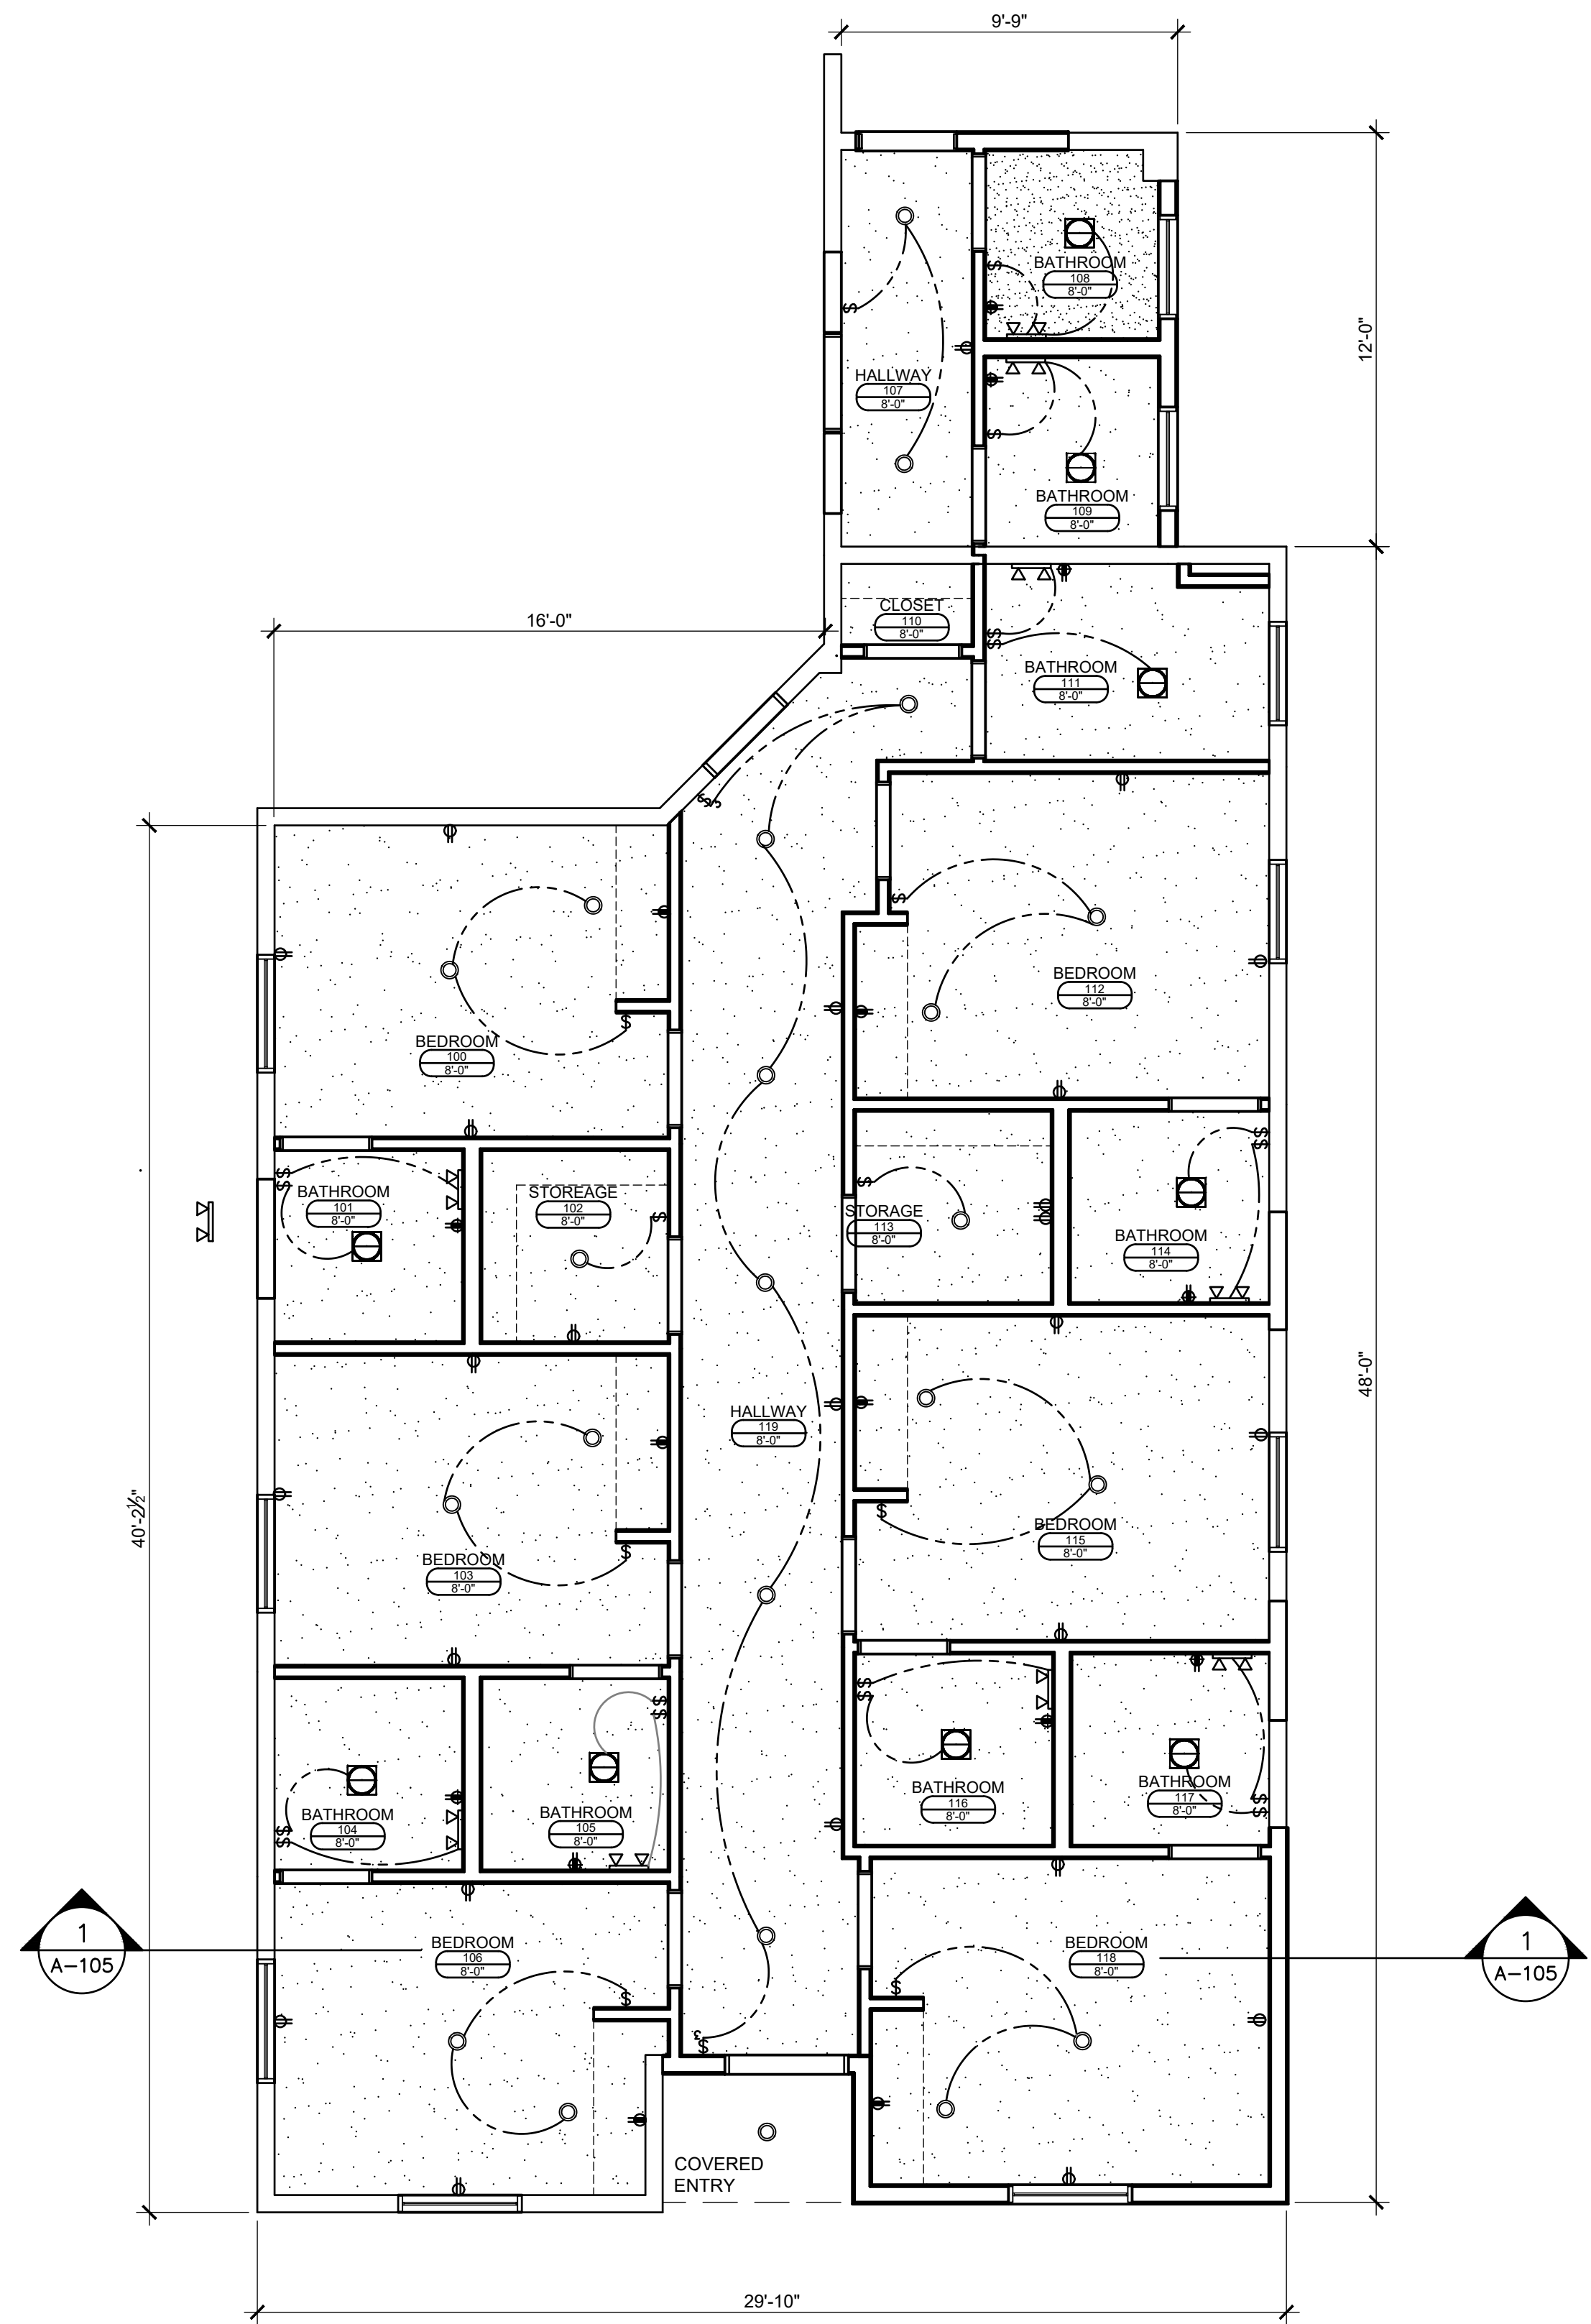 9'-9"
12'-0"
BATHROOM
108
8'-0"
HALLWAY
107
8'-0"
BATHROOM
109
8'-0"
16'-0"
CLOSET
110
8'-0"
BATHROOM
111
8'-0"
BEDROOM
112
8'-0"
BEDROOM
100
8'-0"
BATHROOM
101
8'-0"
STOREAGE
102
8'-0"
STORAGE
113
8'-0"
BATHROOM
114
8'-0"
48'-0"
40'-2½"
HALLWAY
119
8'-0"
BEDROOM
103
8'-0"
BEDROOM
115
8'-0"
BATHROOM
104
8'-0"
BATHROOM
105
8'-0"
BATHROOM
116
8'-0"
BATHROOM
117
8'-0"
1
A-105
BEDROOM
106
8'-0"
BEDROOM
118
8'-0"
1
A-105
COVERED
ENTRY
29'-10"